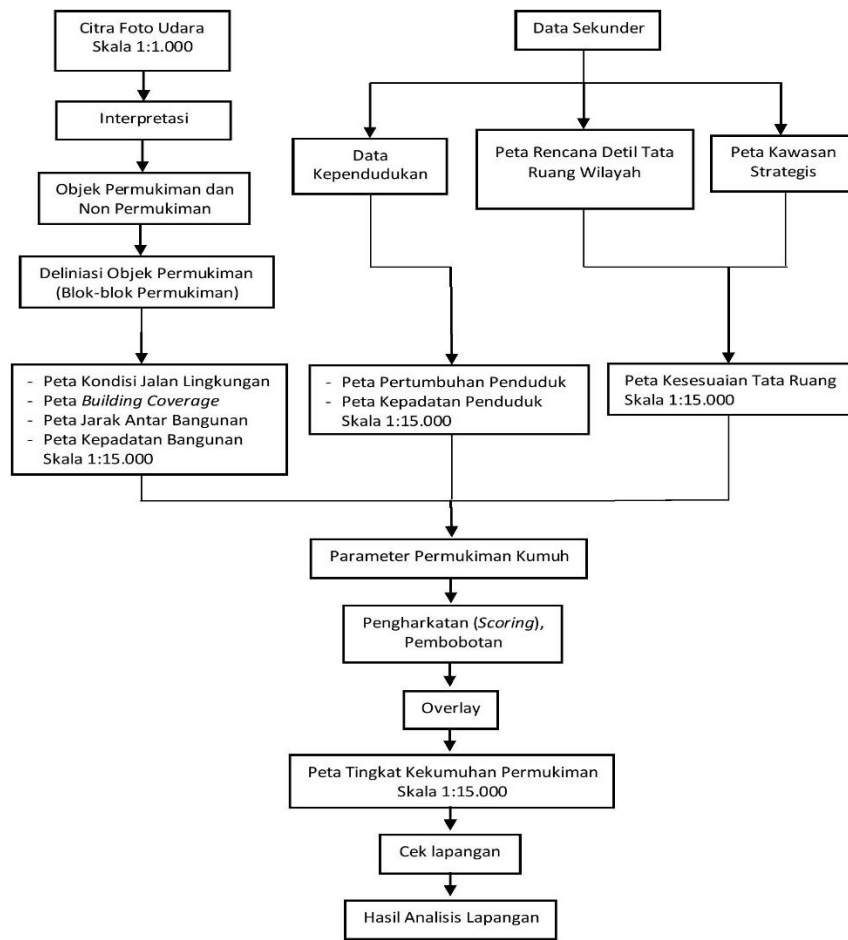 Citra Foto Udara
Skala 1:1.000
Data Sekunder
Interpretasi
Data
Kependudukan
Peta Rencana Detil Tata
Ruang Wilayah
Peta Kawasan
Strategis
Objek Permukiman dan
Non Permukiman
Deliniasi Objek Permukiman
(Blok-blok Permukiman)
- Peta Kondisi Jalan Lingkungan
- Peta Building Coverage
- Peta Jarak Antar Bangunan
- Peta Kepadatan Bangunan
Skala 1:15.000
- Peta Pertumbuhan Penduduk
- Peta Kepadatan Penduduk
Skala 1:15.000
Peta Kesesuaian Tata Ruang
Skala 1:15.000
Parameter Permukiman Kumuh
Pengharkatan (Scoring),
Pembobotan
Overlay
Peta Tingkat Kekumuhan Permukiman
Skala 1:15.000
Cek lapangan
Hasil Analisis Lapangan